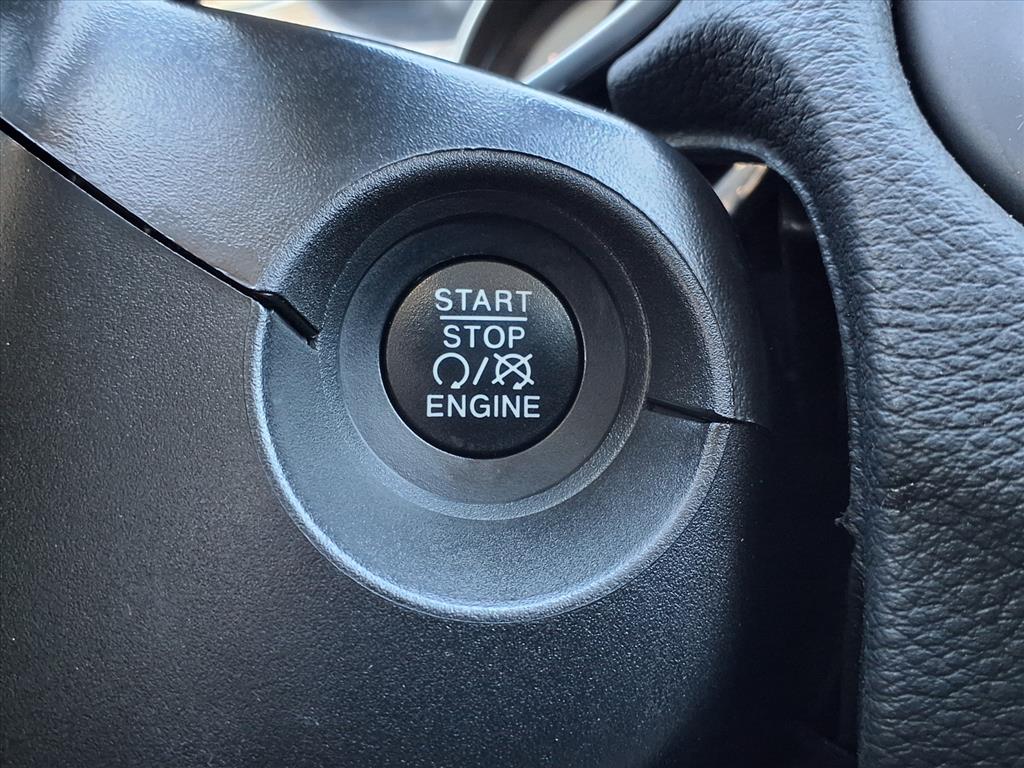 START
STOP
/
ENGINE